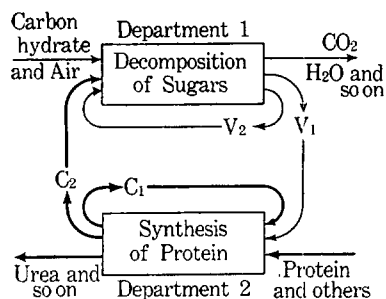 Carbon
hydrate
and Air
Department 1
Decomposition
of Sugars
CO2
H2O and
so on
V2
V1
C2
C1
Synthesis
of Protein
Urea and
so on
Department 2
Protein
and others